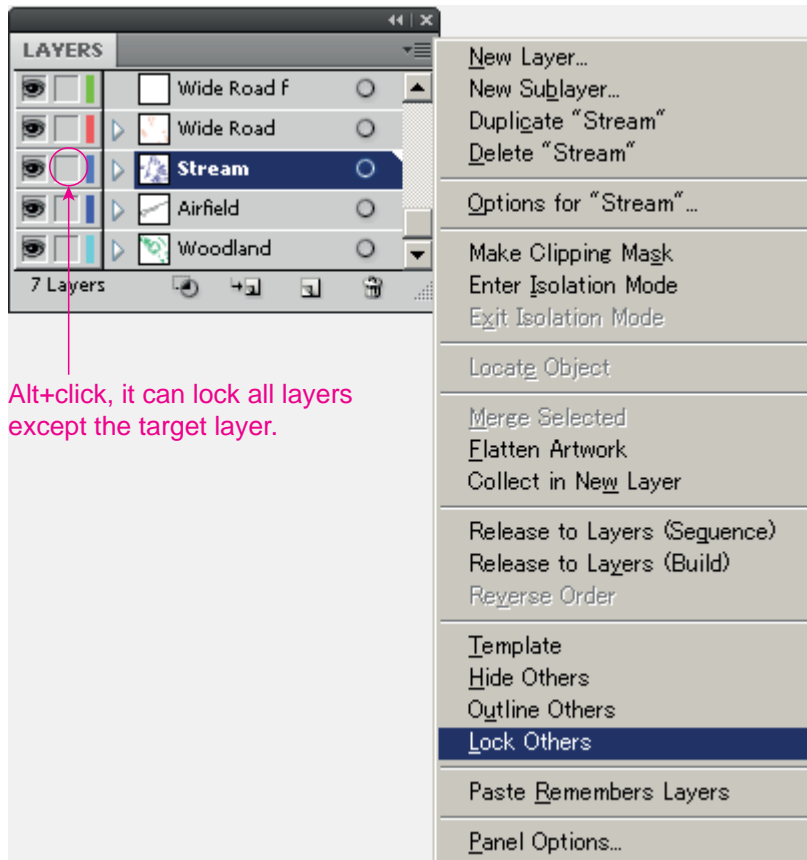 LAYERS
Wide Road f
Wide Road
Stream
Airfield
Woodland
7 Layers
Alt+click, it can lock all layers
except the target layer.
New Layer...
New Sublayer...
Duplicate "Stream"
Delete "Stream"
Options for "Stream"...
Make Clipping Mask
Enter Isolation Mode
Exit Isolation Mode
Locate Object
Merge Selected
Flatten Artwork
Collect in New Layer
Release to Layers (Sequence)
Release to Layers (Build)
Reverse Order
Template
Hide Others
Outline Others
Lock Others
Paste Remembers Layers
Panel Options...